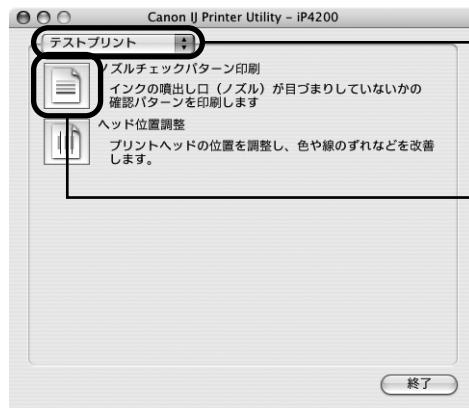 Canon IJ Printer Utility – iP4200
テストプリント
ノズルチェックパターン印刷
インクの噴出し口（ノズル）が目づまりしていないかの
確認パターンを印刷します
ヘッド位置調整
プリントヘッドの位置を調整し、色や線のずれなどを改善
します。
終了